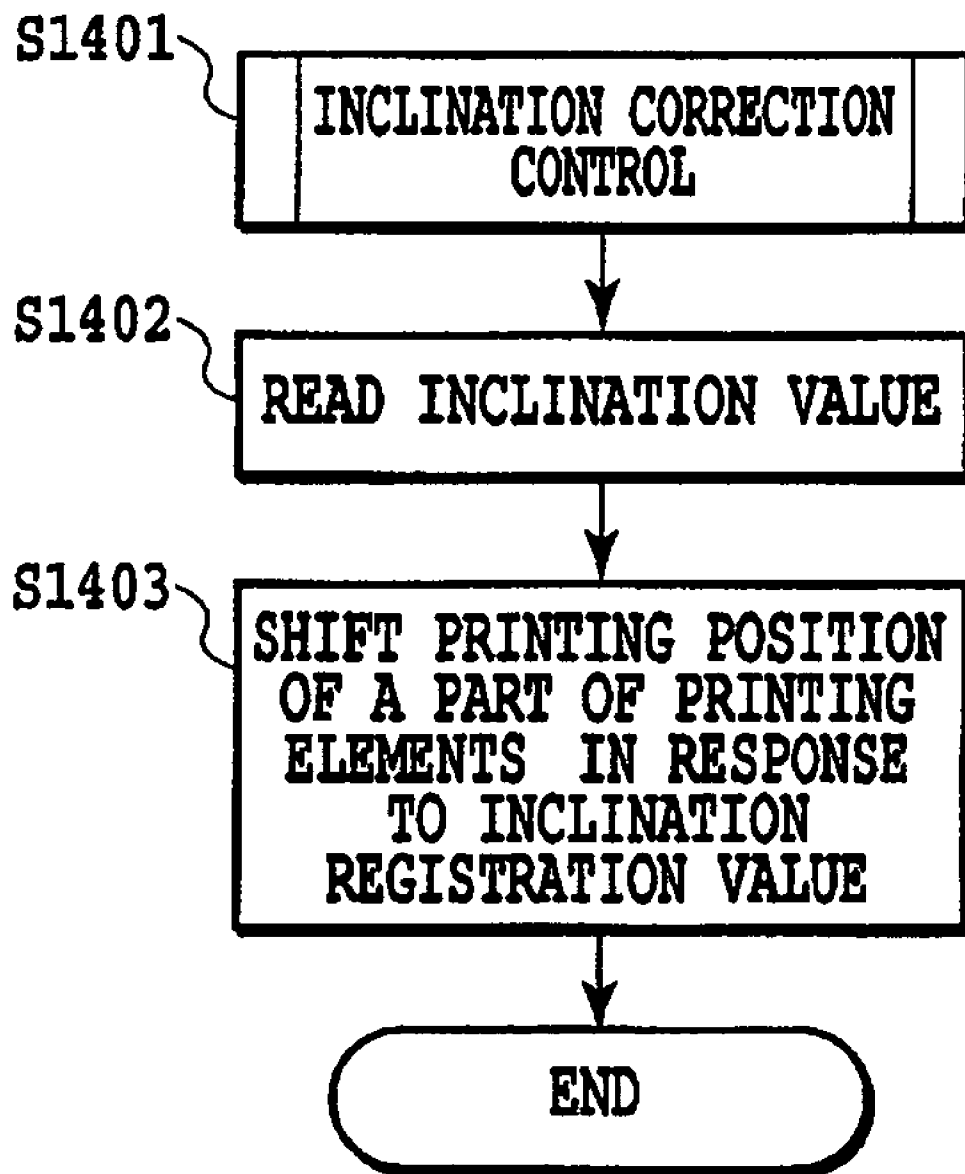 S1401
INCLINATION CORRECTION
CONTROL
S1402
READ INCLINATION VALUE
S1403
SHIFT PRINTING POSITION
OF A PART OF PRINTING
ELEMENTS IN RESPONSE
TO INCLINATION
REGISTRATION VALUE
END